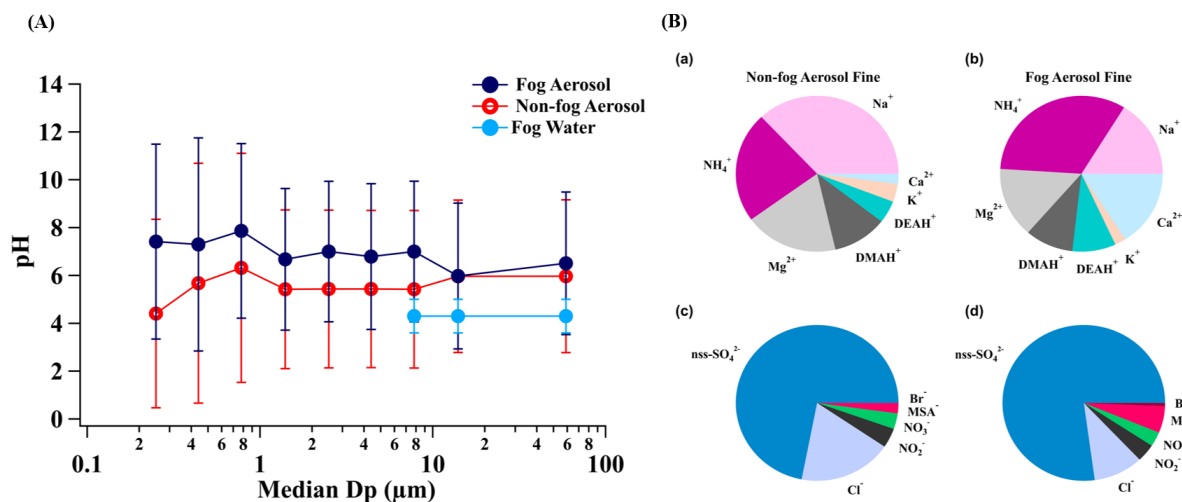 (A)
(B)
14
12
10
8
6
4
2
0
pH
Fog Aerosol
Non-fog Aerosol
Fog Water
0.1
2
4
6
8
1
2
4
6
8
10
2
4
6
8
100
Median Dp (μm)
(a)
Non-fog Aerosol Fine
Na⁺
NH₄⁺
Ca²⁺
K⁺
DEAH⁺
DMAH⁺
Mg²⁺
(b)
Fog Aerosol Fine
NH₄⁺
Na⁺
Ca²⁺
Mg²⁺
DMAH⁺
DEAH⁺
K⁺
(c)
nss-SO₄²⁻
Br⁻
MSA⁻
NO₃⁻
NO₂⁻
Cl⁻
(d)
nss-SO₄²⁻
B
M
NO
NO₂⁻
Cl⁻